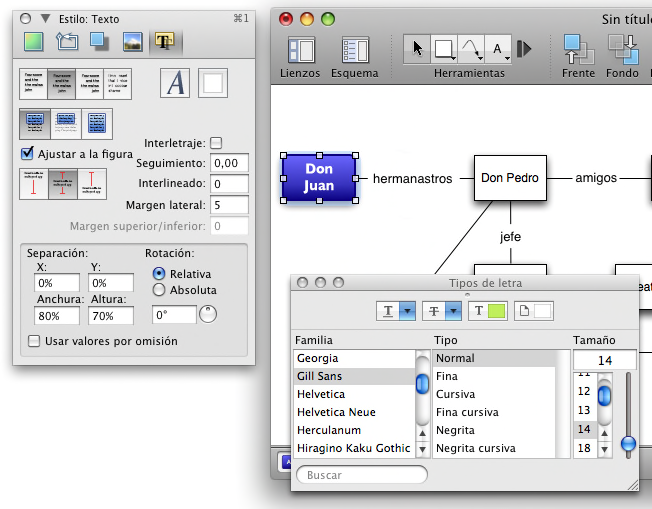 Estilo: Texto
⌘1
Interletraje:
Ajustar a la figura
Seguimiento: 0,00
Interlineado: 0
Margen lateral: 5
Margen superior/inferior: 0
Separación:
X: Y:
0% 0%
Anchura: Altura:
80% 70%
Rotación:
Relativa
Absoluta
0°
Usar valores por omisión
Sin títul
Lienzos
Esquema
Herramientas
Frente
Fondo
Don
Juan
hermanastros
Don Pedro
amigos
jefe
eat
Tipos de letra
Familia
Tipo
Tamaño
Georgia
Gill Sans
Helvetica
Helvetica Neue
Herculanum
Hiragino Kaku Gothic
Normal
Fina
Cursiva
Fina cursiva
Negrita
Negrita cursiva
14
11
12
13
14
18
Buscar